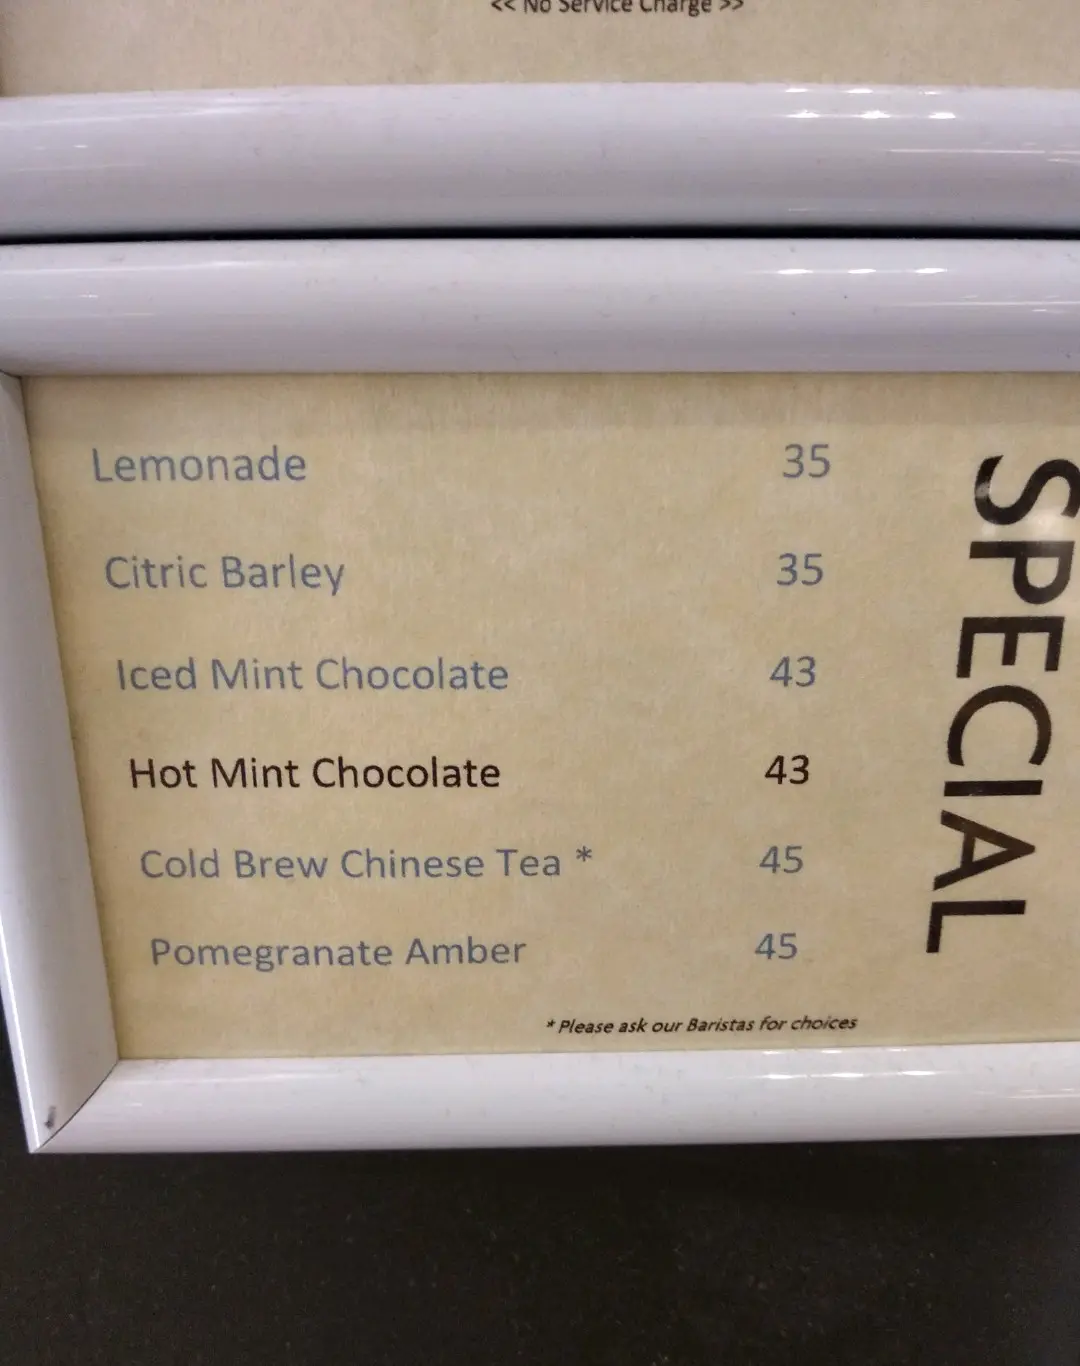 << No Service Charge >>
Lemonade 35
Citric Barley 35
Iced Mint Chocolate 43
Hot Mint Chocolate 43
Cold Brew Chinese Tea * 45
Pomegranate Amber 45
* Please ask our Baristas for choices
SPECIAL